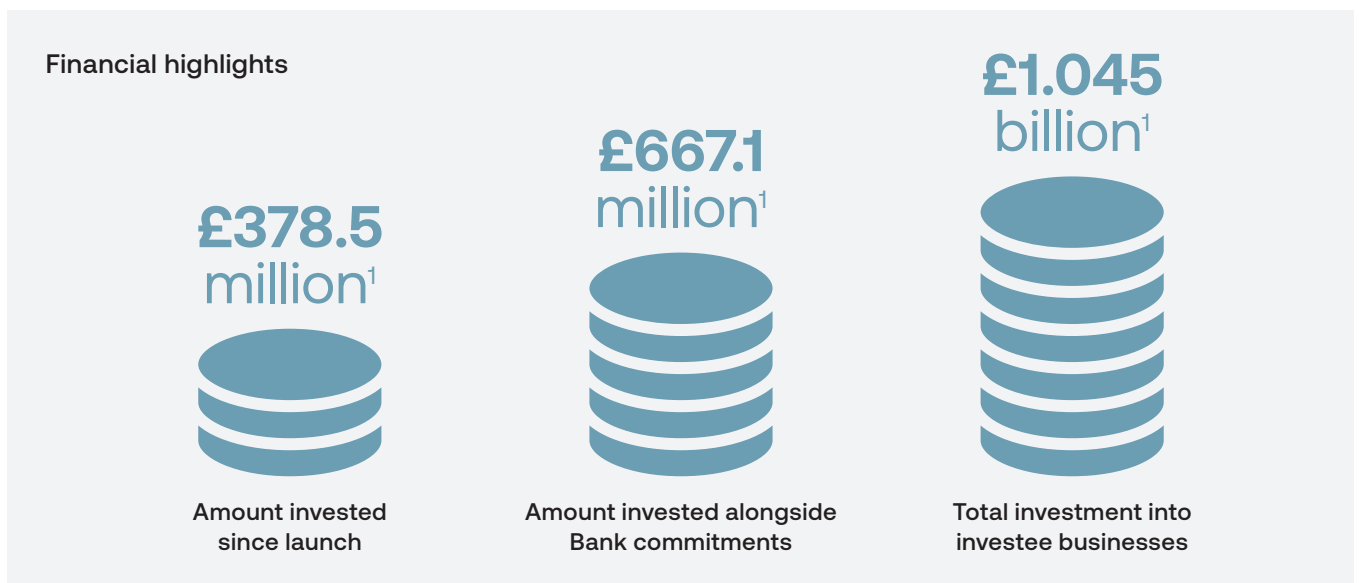 Financial highlights
£378.5
million¹
Amount invested
since launch
£667.1
million¹
Amount invested alongside
Bank commitments
£1.045
billion¹
Total investment into
investee businesses